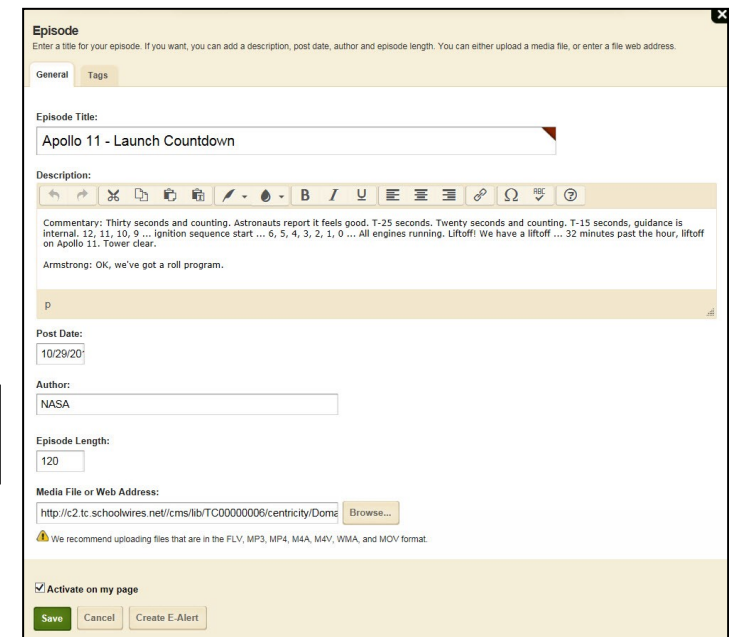 Episode
Enter a title for your episode. If you want, you can add a description, post date, author and episode length. You can either upload a media file, or enter a file web address.
General Tags
Episode Title:
Apollo 11 - Launch Countdown
Description:
B I U Ω ABC ?
Commentary: Thirty seconds and counting. Astronauts report it feels good. T-25 seconds. Twenty seconds and counting. T-15 seconds, guidance is
internal. 12, 11, 10, 9 ... ignition sequence start ... 6, 5, 4, 3, 2, 1, 0 ... All engines running. Liftoff! We have a liftoff ... 32 minutes past the hour, liftoff
on Apollo 11. Tower clear.
Armstrong: OK, we've got a roll program.
p
Post Date:
10/29/20
Author:
NASA
Episode Length:
120
Media File or Web Address:
http://c2.tc.schoolwires.net//cms/lib/TC00000006/centricity/Doma Browse...
We recommend uploading files that are in the FLV, MP3, MP4, M4A, M4V, WMA, and MOV format.
Activate on my page
Save Cancel Create E-Alert